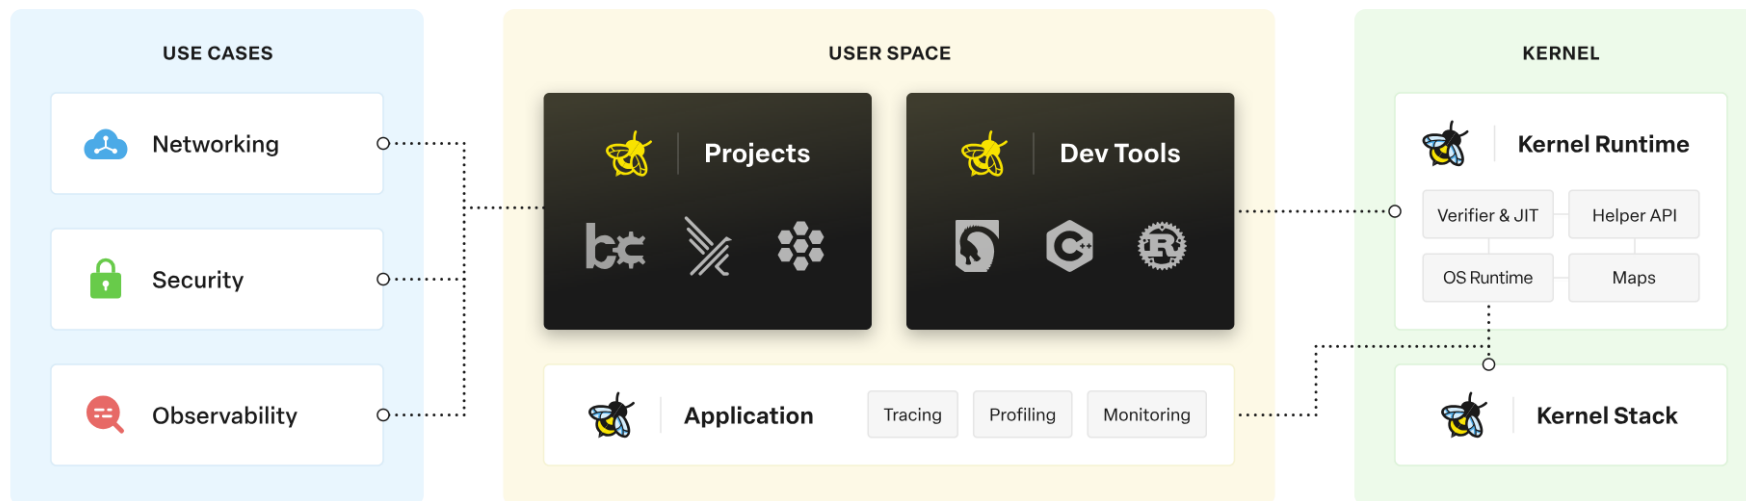 USE CASES
Networking
Security
Observability
USER SPACE
Projects
bc
Dev Tools
C++
R
Application
Tracing
Profiling
Monitoring
KERNEL
Kernel Runtime
Verifier & JIT
Helper API
OS Runtime
Maps
Kernel Stack